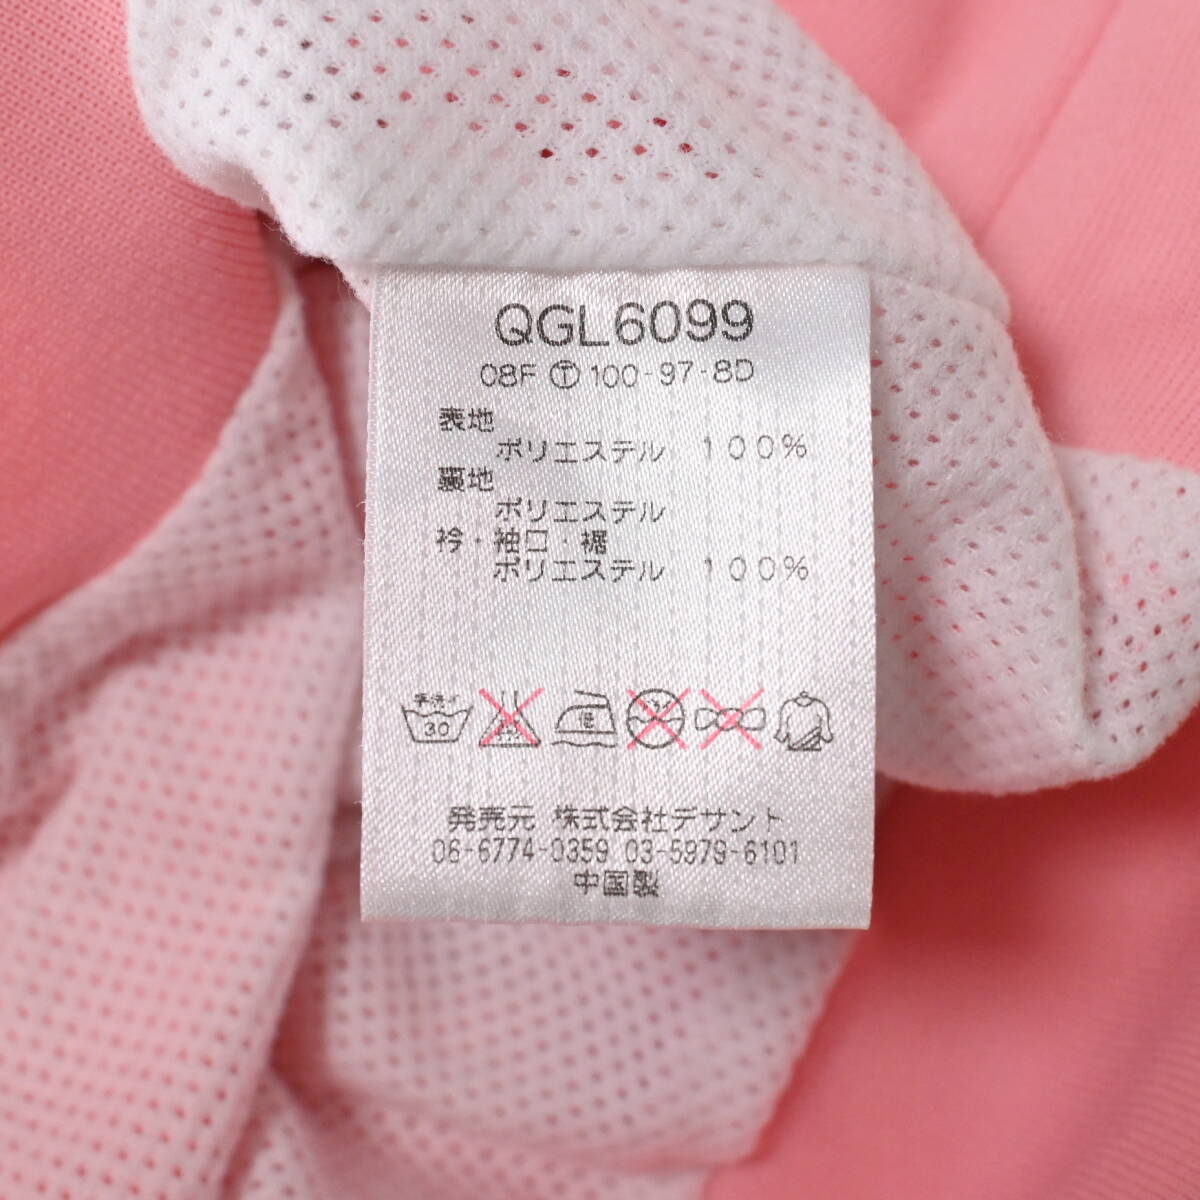 QGL6099
08F Ⓣ 100-97-8D
表地
ポリエステル 100%
裏地
ポリエステル
衿・袖口・裾
ポリエステル 100%
手洗イ
30
低
発売元 株式会社デサント
06-6774-0359 03-5979-6101
中国製